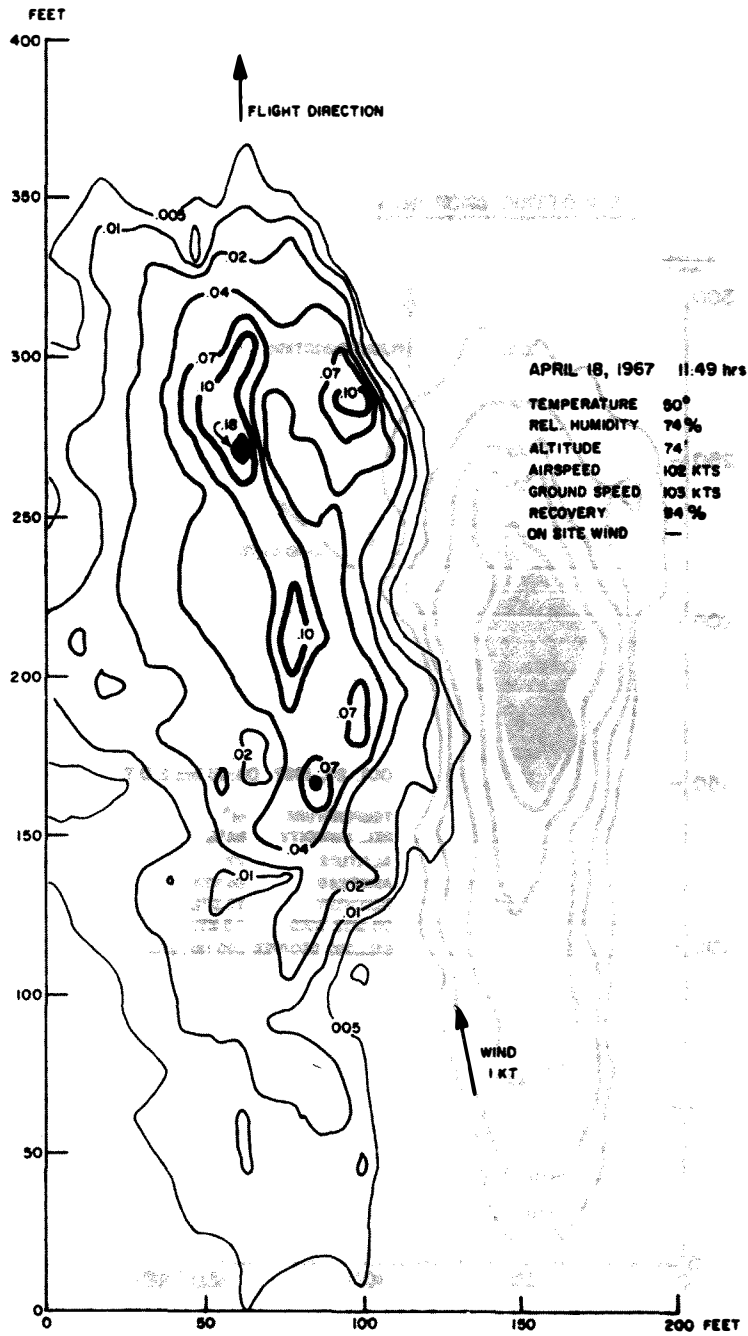 FEET
400
FLIGHT DIRECTION
350
.005
.01
.02
.04
300
.07
.07
.10
.10
.18
APRIL 18, 1967 11:49 hrs
TEMPERATURE 60°
REL. HUMIDITY 74%
ALTITUDE 74'
AIRSPEED 102 KTS
GROUND SPEED 103 KTS
RECOVERY 94%
ON SITE WIND —
250
.10
200
.07
.02
.07
150
.04
.01
.02
.01
100
005
WIND
1 KT
50
0
0 50 100 150 200 FEET